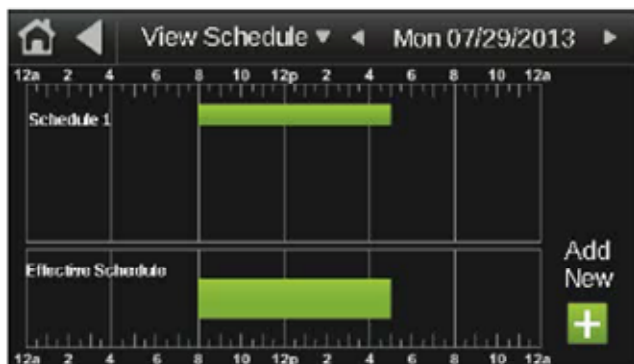 View Schedule Mon 07/29/2013
12a 2 4 6 8 10 12p 2 4 6 8 10 12a
Schedule 1
Effective Schedule
Add
New
12a 2 4 6 8 10 12p 2 4 6 8 10 12a